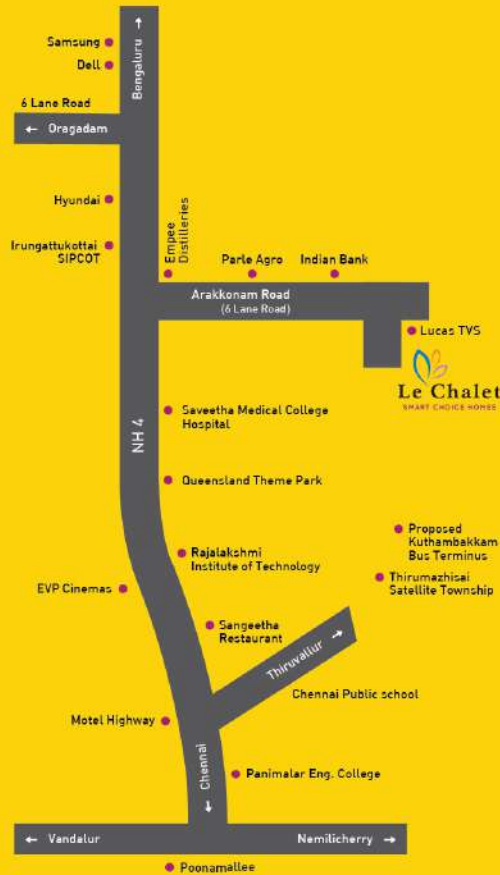 Bengaluru →
Samsung
Dell
6 Lane Road
← Oragadam
Hyundai
Irungattukottai
SIPCOT
Empee
Distilleries
Parle Agro
Indian Bank
Arakkonam Road
(6 Lane Road)
Lucas TVS
Le Chalet
SMART CHOICE HOMES
Saveetha Medical College
Hospital
NH 4
Queensland Theme Park
Proposed
Kuthambakkam
Bus Terminus
Rajalakshmi
Institute of Technology
Thirumazhisai
Satellite Township
EVP Cinemas
Sangeetha
Restaurant
Thiruvallur →
Chennai Public school
Motel Highway
← Chennai
Panimalar Eng. College
← Vandalur
Nemilicherry →
Poonamallee